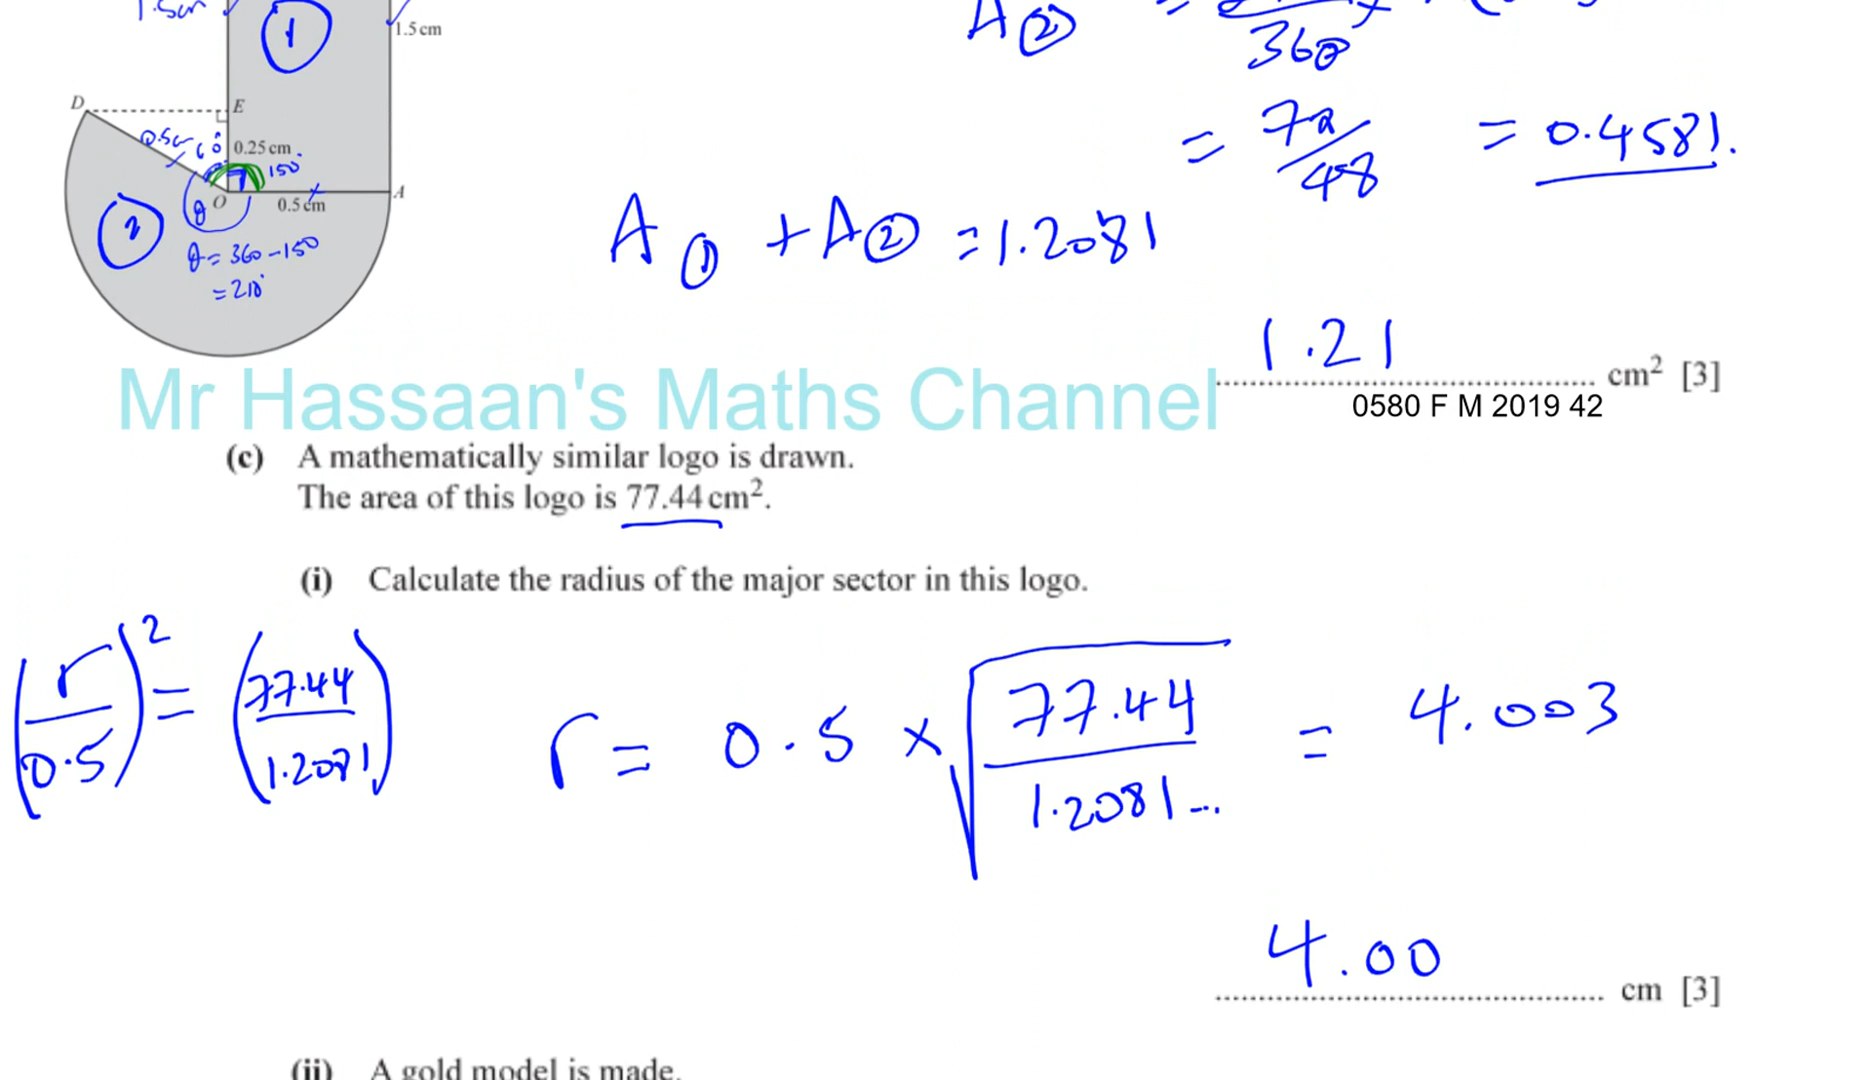 1.5cm
1
1.5 cm
A②
360
D
E
0.5cm
60
0.25 cm
150°
= 7π/48 = 0.4581.
O
0.5 cm
A
2
θ
θ = 360 - 150
= 210°
A① + A② = 1.2081
1.21
cm² [3]
Mr Hassaan's Maths Channel
0580 F M 2019 42
(c) A mathematically similar logo is drawn.
The area of this logo is 77.44 cm².
(i) Calculate the radius of the major sector in this logo.
(r/0.5)² = (77.44/1.2081) r = 0.5 × √(77.44/1.2081...) = 4.003
4.00
cm [3]
(ii) A gold model is made.